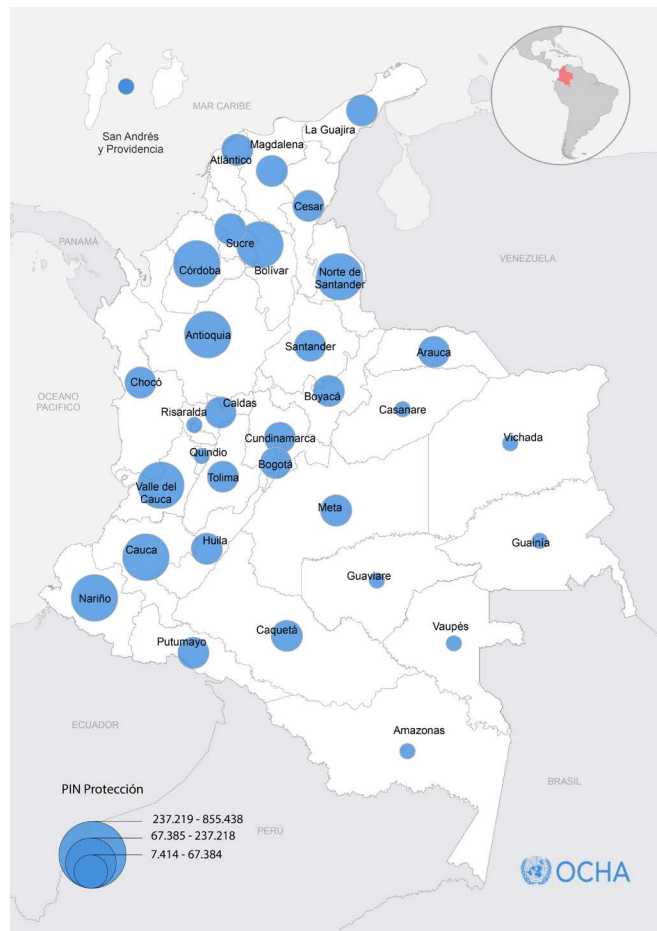 MAR CARIBE
San Andrés
y Providencia
La Guajira
Magdalena
Atlántico
Cesar
PANAMÁ
Sucre
VENEZUELA
Córdoba
Bolívar
Norte de
Santander
Antioquia
Santander
Arauca
Chocó
OCEANO
PACIFICO
Boyacá
Caldas
Casanare
Risaralda
Cundinamarca
Vichada
Quindio
Bogotá
Tolima
Valle del
Cauca
Meta
Huila
Guainía
Cauca
Guaviare
Nariño
Vaupés
Caquetá
Putumayo
ECUADOR
Amazonas
BRASIL
PIN Protección
237.219 - 855.438
67.385 - 237.218
7.414 - 67.384
PERÚ
OCHA